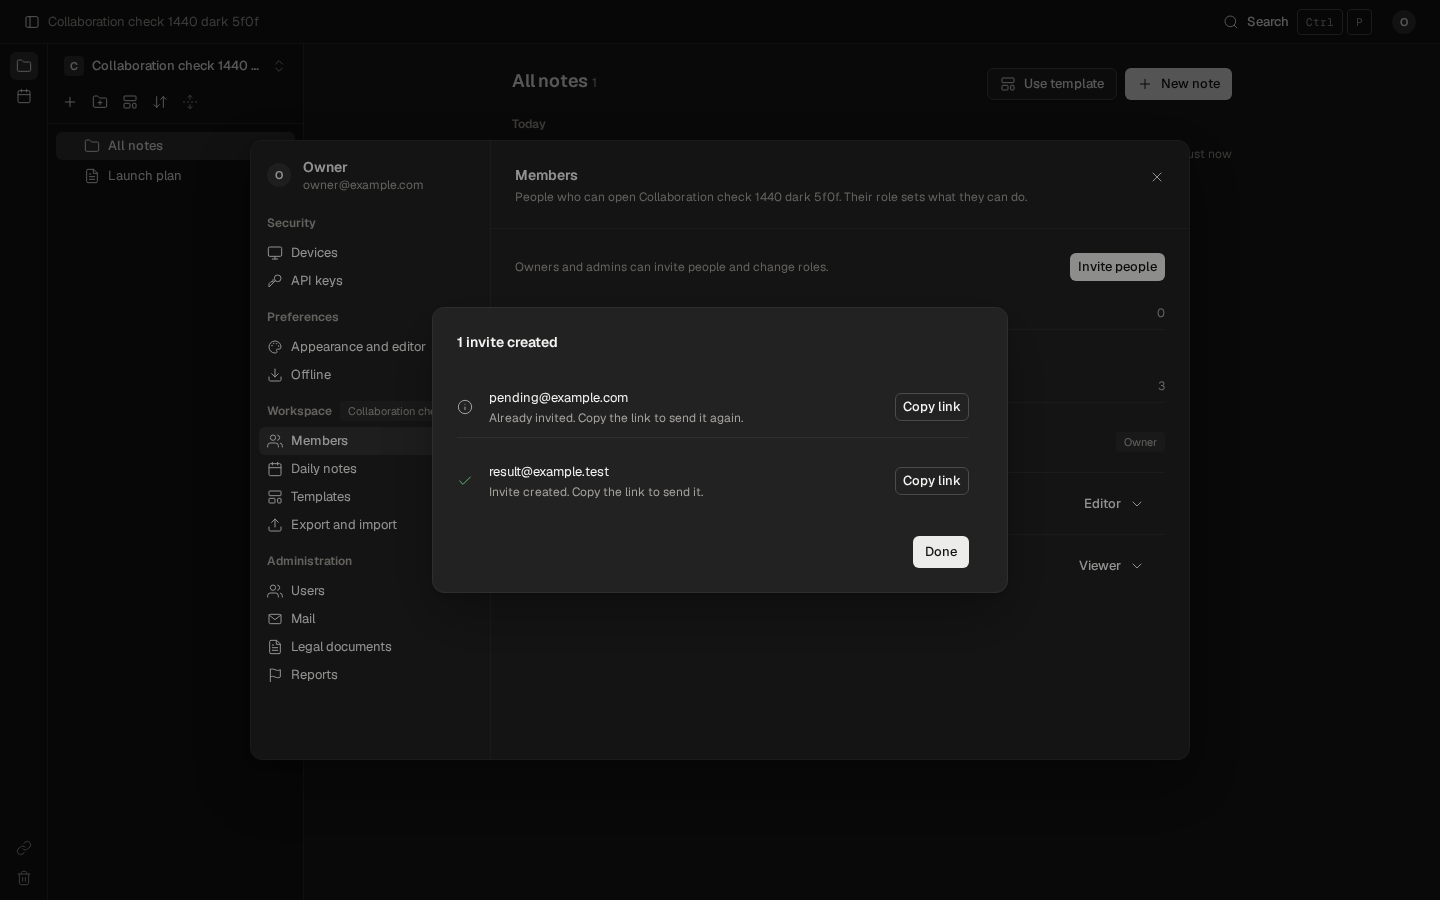 Collaboration check 1440 dark 5f0f
Search Ctrl P O
C Collaboration check 1440 ...
All notes 1
Use template
New note
Today
All notes
Launch plan
just now
O Owner
owner@example.com
Security
Devices
API keys
Preferences
Appearance and editor
Offline
Workspace Collaboration che
Members
Daily notes
Templates
Export and import
Administration
Users
Mail
Legal documents
Reports
Members
People who can open Collaboration check 1440 dark 5f0f. Their role sets what they can do.
Owners and admins can invite people and change roles.
Invite people
0
3
Owner
Editor
Viewer
1 invite created
pending@example.com
Already invited. Copy the link to send it again.
Copy link
result@example.test
Invite created. Copy the link to send it.
Copy link
Done